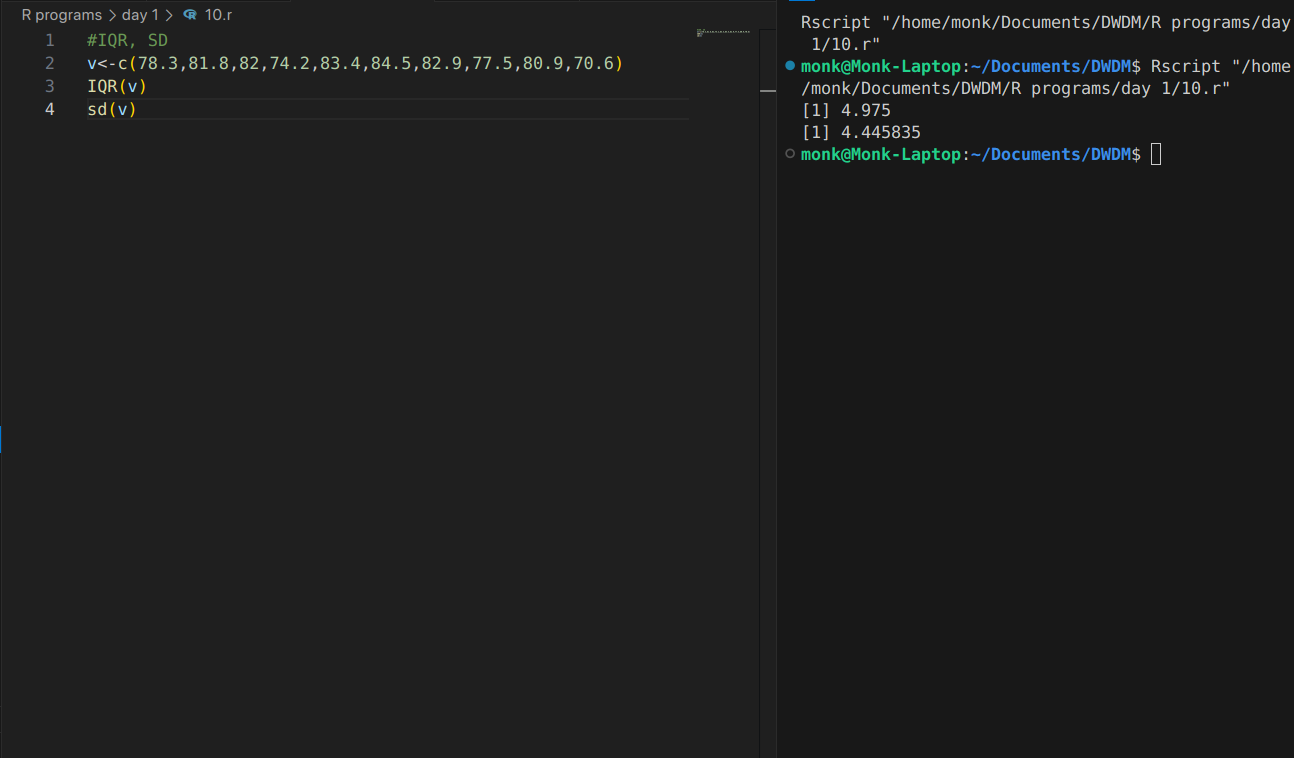 R programs > day 1 > 10.r
1 #IQR, SD
2 v<-c(78.3,81.8,82,74.2,83.4,84.5,82.9,77.5,80.9,70.6)
3 IQR(v)
4 sd(v)
Rscript "/home/monk/Documents/DWDM/R programs/day
 1/10.r"
monk@Monk-Laptop:~/Documents/DWDM$ Rscript "/home
/monk/Documents/DWDM/R programs/day 1/10.r"
[1] 4.975
[1] 4.445835
monk@Monk-Laptop:~/Documents/DWDM$